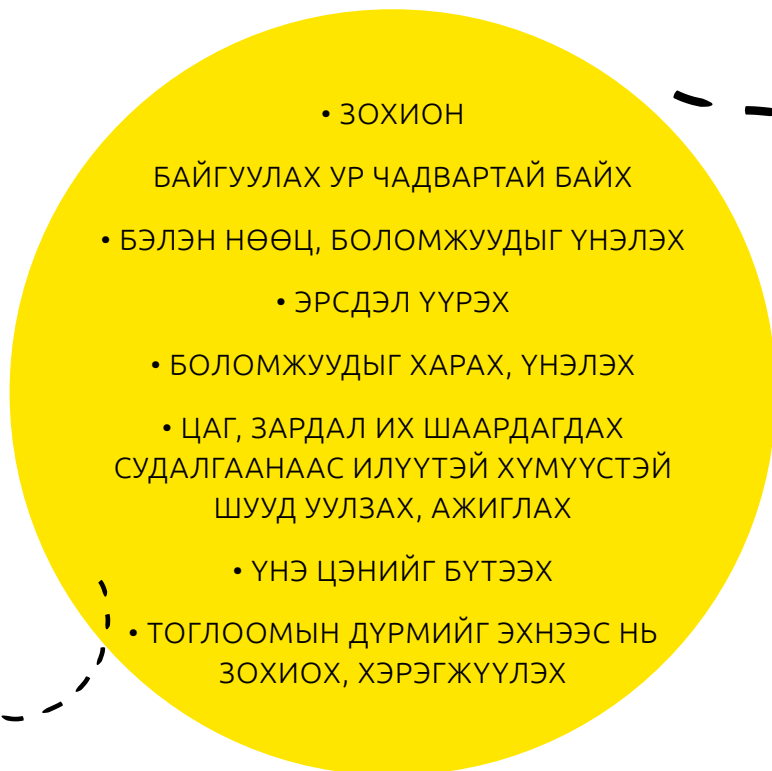 • ЗОХИОН
БАЙГУУЛАХ УР ЧАДВАРТАЙ БАЙХ
• БЭЛЭН НӨӨЦ, БОЛОМЖУУДЫГ ҮНЭЛЭХ
• ЭРСДЭЛ ҮҮРЭХ
• БОЛОМЖУУДЫГ ХАРАХ, ҮНЭЛЭХ
• ЦАГ, ЗАРДАЛ ИХ ШААРДАГДАХ
СУДАЛГААНААС ИЛҮҮТЭЙ ХҮМҮҮСТЭЙ
ШУУД УУЛЗАХ, АЖИГЛАХ
• ҮНЭ ЦЭНИЙГ БҮТЭЭХ
• ТОГЛООМЫН ДҮРМИЙГ ЭХНЭЭС НЬ
ЗОХИОХ, ХЭРЭГЖҮҮЛЭХ